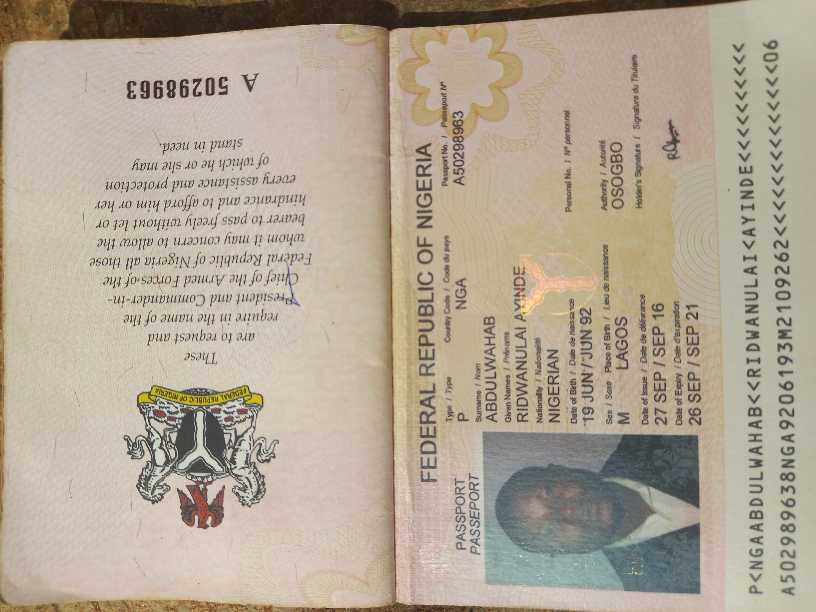 FEDERAL REPUBLIC OF NIGERIA
These
are to request and
require in the name of the
President and Commander-in-
Chief of the Armed Forces of the
Federal Republic of Nigeria all those
whom it may concern to allow the
bearer to pass freely without let or
hindrance and to afford him or her
every assistance and protection
of which he or she may
stand in need.
A 50298963
FEDERAL REPUBLIC OF NIGERIA
PASSPORT
PASSEPORT
Type / Type Country Code / Code du pays Passport No. / Passeport N°
P NGA A50298963
Surname / Nom
ABDULWAHAB
Given Names / Prénoms
RIDWANULAI AYINDE
Nationality / Nationalité
NIGERIAN
Date of Birth / Date de naissance Personal No. / N° personnel
19 JUN / JUN 92
Sex / Sexe Place of Birth / Lieu de naissance Authority / Autorité
M LAGOS OSOGBO
Date of Issue / Date de délivrance Holder's Signature / Signature du Titulaire
27 SEP / SEP 16
Date of Expiry / Date d'expiration
26 SEP / SEP 21
P<NGAABDULWAHAB<<RIDWANULAI<AYINDE<<<<<<<<<<
A502989638NGA9206193M2109262<<<<<<<<<<<<<<06